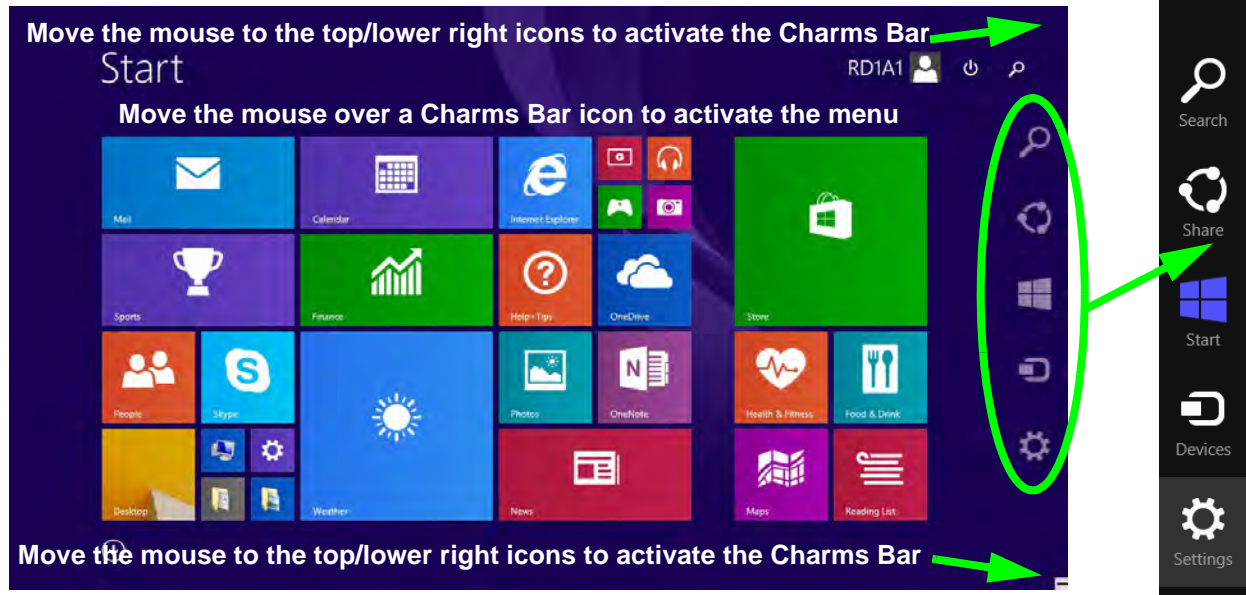 Move the mouse to the top/lower right icons to activate the Charms Bar
Start
RD1A1
Move the mouse over a Charms Bar icon to activate the menu
Mail
Calendar
Internet Explorer
Sports
Finance
Help+Tips
OneDrive
Store
People
Skype
Photos
OneNote
Health & Fitness
Food & Drink
Desktop
Weather
News
Maps
Reading List
Move the mouse to the top/lower right icons to activate the Charms Bar
Search
Share
Start
Devices
Settings